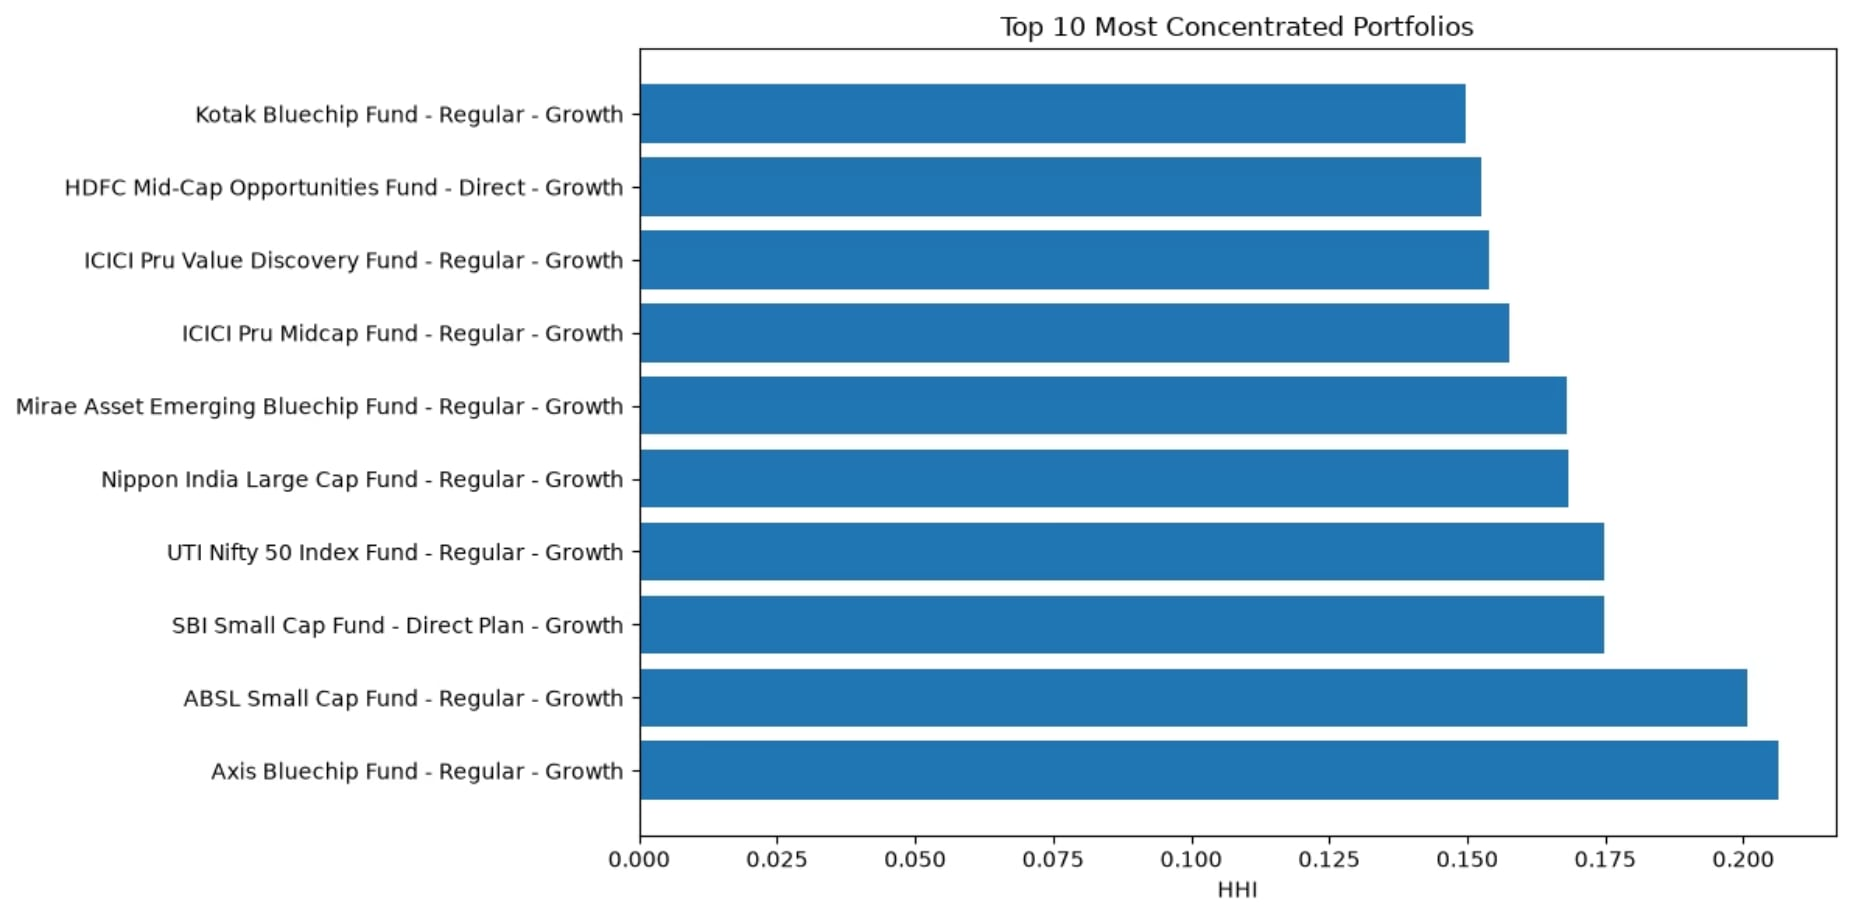 Top 10 Most Concentrated Portfolios
Kotak Bluechip Fund - Regular - Growth
HDFC Mid-Cap Opportunities Fund - Direct - Growth
ICICI Pru Value Discovery Fund - Regular - Growth
ICICI Pru Midcap Fund - Regular - Growth
Mirae Asset Emerging Bluechip Fund - Regular - Growth
Nippon India Large Cap Fund - Regular - Growth
UTI Nifty 50 Index Fund - Regular - Growth
SBI Small Cap Fund - Direct Plan - Growth
ABSL Small Cap Fund - Regular - Growth
Axis Bluechip Fund - Regular - Growth
0.000 0.025 0.050 0.075 0.100 0.125 0.150 0.175 0.200
HHI